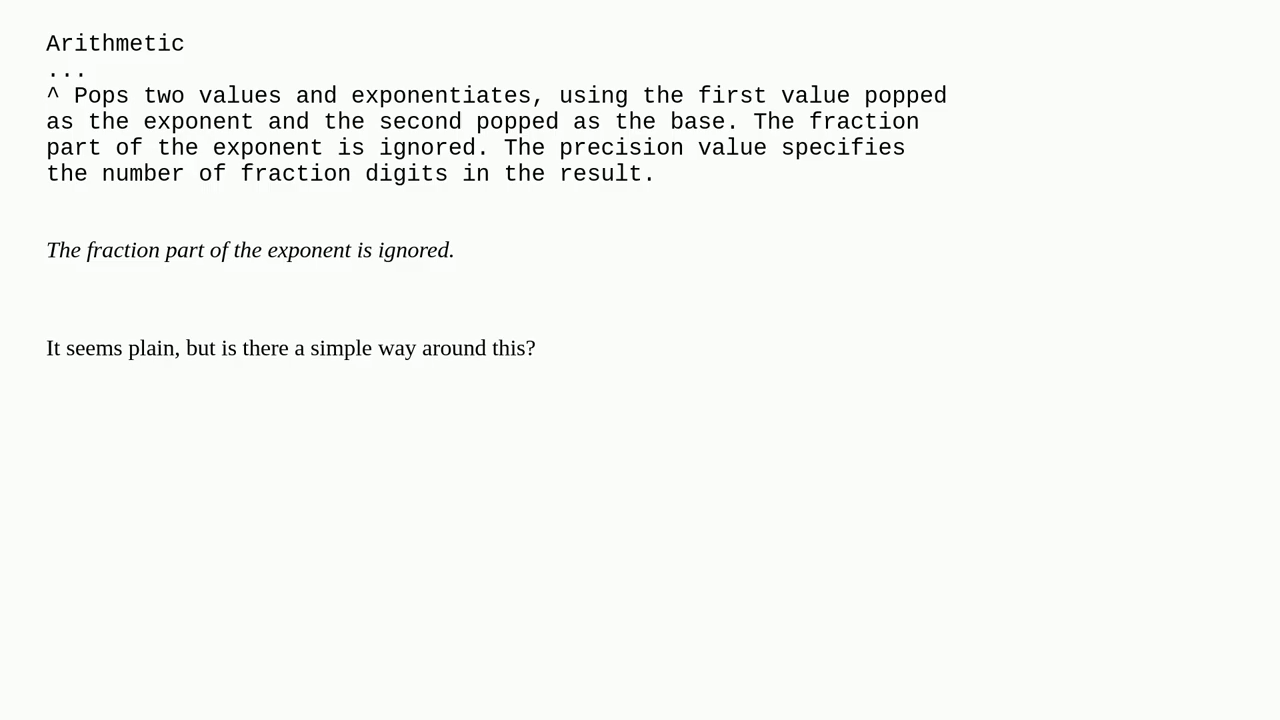 Arithmetic
...
^ Pops two values and exponentiates, using the first value popped
as the exponent and the second popped as the base. The fraction
part of the exponent is ignored. The precision value specifies
the number of fraction digits in the result.
The fraction part of the exponent is ignored.
It seems plain, but is there a simple way around this?